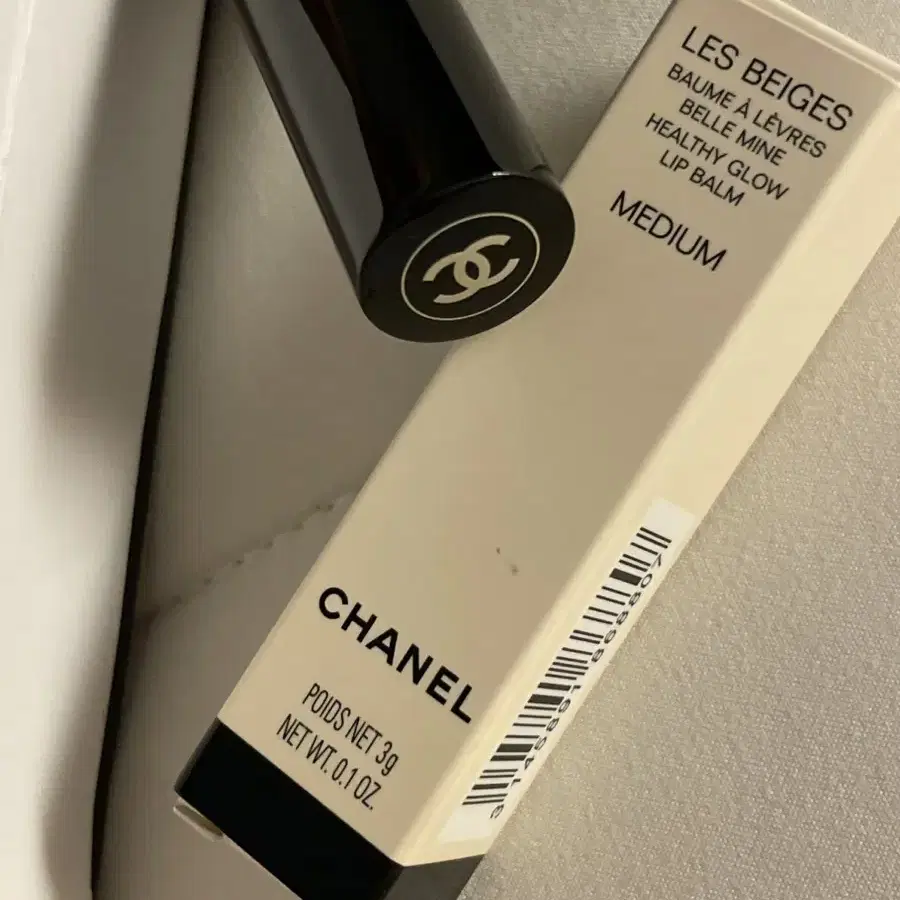 LES BEIGES
BAUME À LÈVRES
BELLE MINE
HEALTHY GLOW
LIP BALM
MEDIUM
CHANEL
POIDS NET 3g
NET WT. 0.1 OZ.